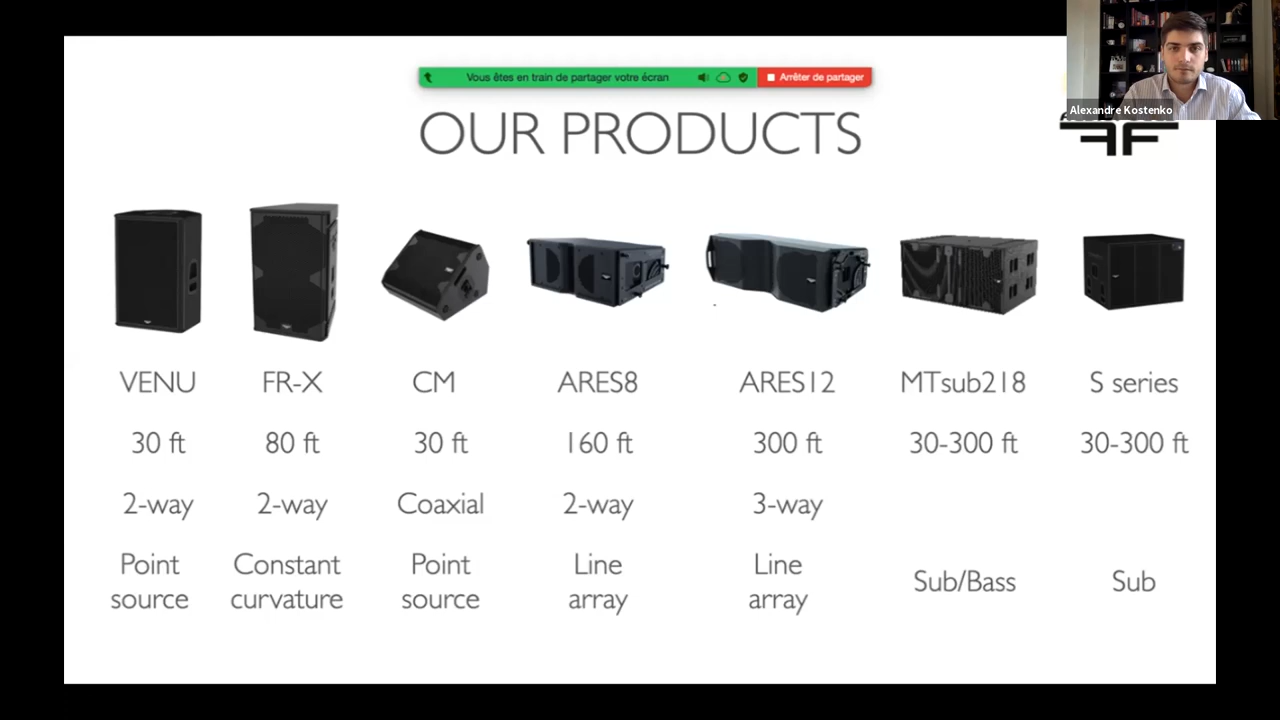 Vous êtes en train de partager votre écran
Arrêter de partager
Alexandre Kostenko
OUR PRODUCTS
VENU FR-X CM ARES8 ARES12 MTsub218 S series
30 ft 80 ft 30 ft 160 ft 300 ft 30-300 ft 30-300 ft
2-way 2-way Coaxial 2-way 3-way
Point Constant Point Line Line
source curvature source array array
Sub/Bass Sub